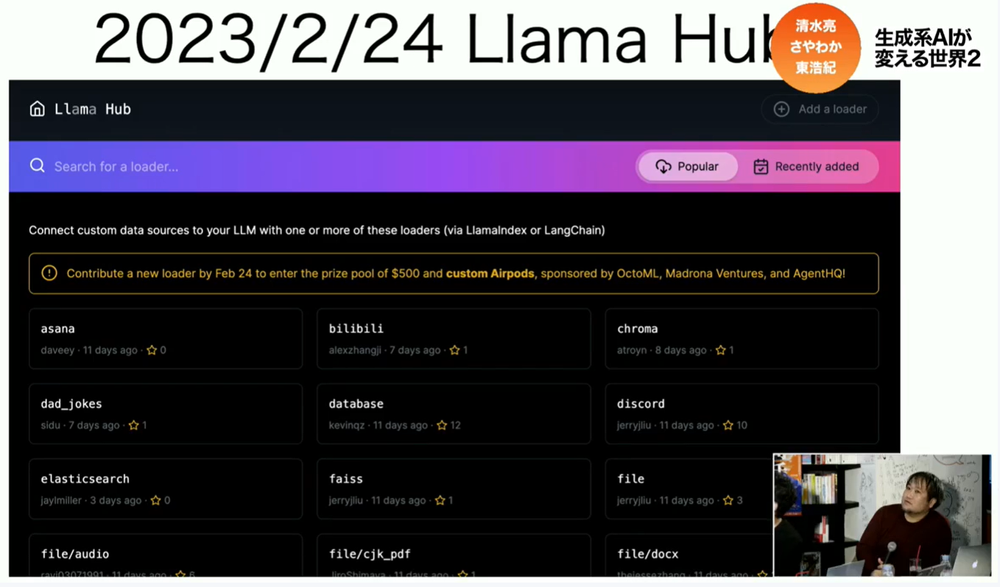 2023/2/24 Llama Hub
清水亮
さやわか
東浩紀
生成系AIが
変える世界2
Llama Hub
Add a loader
Search for a loader...
Popular
Recently added
Connect custom data sources to your LLM with one or more of these loaders (via LlamaIndex or LangChain)
Contribute a new loader by Feb 24 to enter the prize pool of $500 and custom Airpods, sponsored by OctoML, Madrona Ventures, and AgentHQ!
asana
daveey · 11 days ago · ☆ 0
bilibili
alexzhangji · 7 days ago · ☆ 1
chroma
atroyn · 8 days ago · ☆ 1
dad_jokes
sidu · 7 days ago · ☆ 1
database
kevinqz · 11 days ago · ☆ 12
discord
jerryjliu · 11 days ago · ☆ 10
elasticsearch
jaylmiller · 3 days ago · ☆ 0
faiss
jerryjliu · 11 days ago · ☆ 1
file
jerryjliu · 11 days ago · ☆ 3
file/audio
ravi03071991 · 11 days ago · ☆ 6
file/cjk_pdf
JiroShimaya · 11 days ago · ☆ 1
file/docx
thejessezhang · 11 days ago · ☆